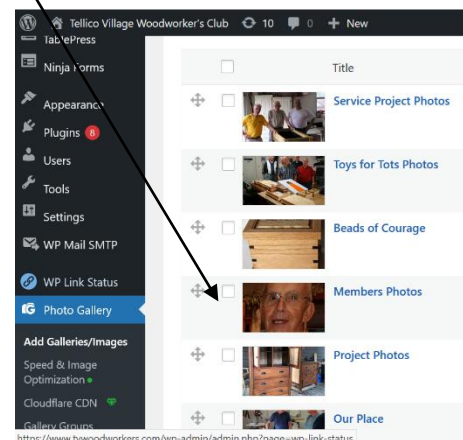 Tellico Village Woodworker's Club 10 0 + New
TablePress
Ninja Forms
Appearance
Plugins 8
Users
Tools
Settings
WP Mail SMTP
WP Link Status
Photo Gallery
Add Galleries/Images
Speed & Image
Optimization
Cloudflare CDN
Gallery Groups
Title
Service Project Photos
Toys for Tots Photos
Beads of Courage
Members Photos
Project Photos
Our Place
https://www.tvwoodworkers.com/wp-admin/admin.php?page=wp-link-status